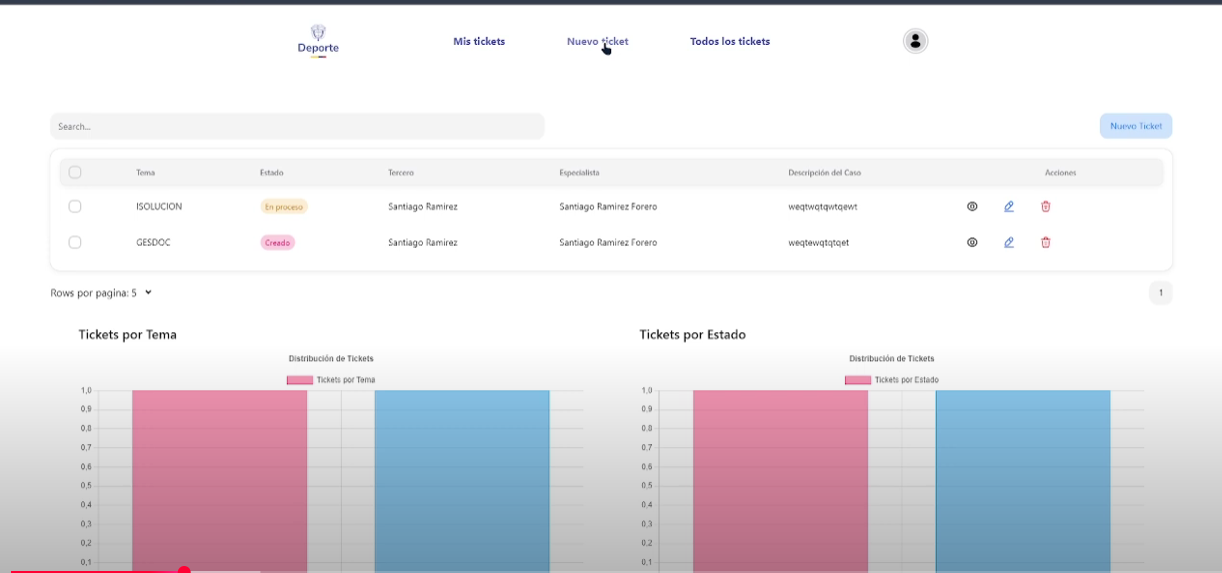 Deporte
Mis tickets
Nuevo ticket
Todos los tickets
Search...
Nuevo Ticket
Tema Estado Tercero Especialista Descripción del Caso Acciones
ISOLUCION En proceso Santiago Ramirez Santiago Ramirez Forero weqtwqtqwtqewt
GESDOC Creado Santiago Ramirez Santiago Ramirez Forero weqtewqtqtqet
Rows por pagina: 5
1
Tickets por Tema
Distribución de Tickets
Tickets por Tema
1,0
0,9
0,8
0,7
0,6
0,5
0,4
0,3
0,2
0,1
Tickets por Estado
Distribución de Tickets
Tickets por Estado
1,0
0,9
0,8
0,7
0,6
0,5
0,4
0,3
0,2
0,1